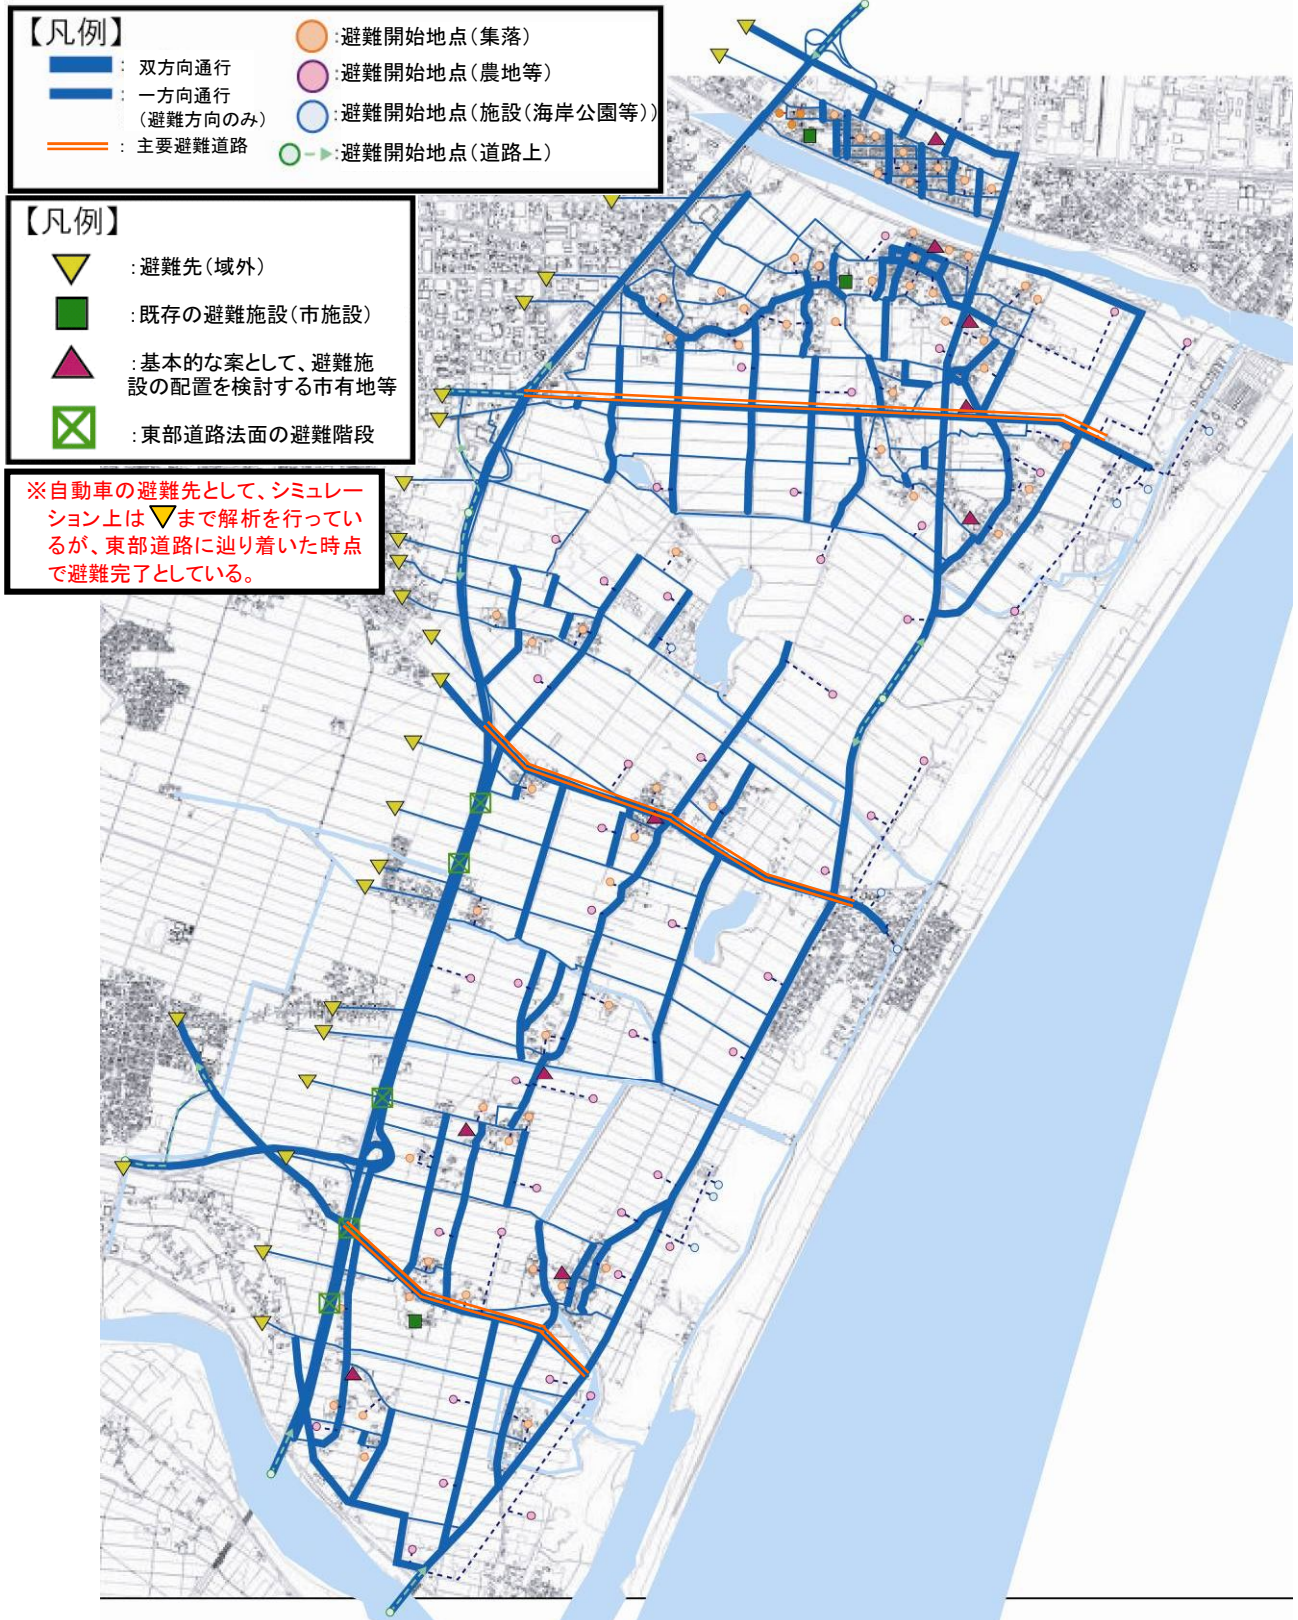 【凡例】
: 双方向通行
: 一方向通行
(避難方向のみ)
: 主要避難道路
:避難開始地点(集落)
:避難開始地点(農地等)
:避難開始地点(施設(海岸公園等))
:避難開始地点(道路上)
【凡例】
:避難先(域外)
:既存の避難施設(市施設)
:基本的な案として、避難施
設の配置を検討する市有地等
:東部道路法面の避難階段
※自動車の避難先として、シミュレー
ション上は▽まで解析を行ってい
るが、東部道路に辿り着いた時点
で避難完了としている。